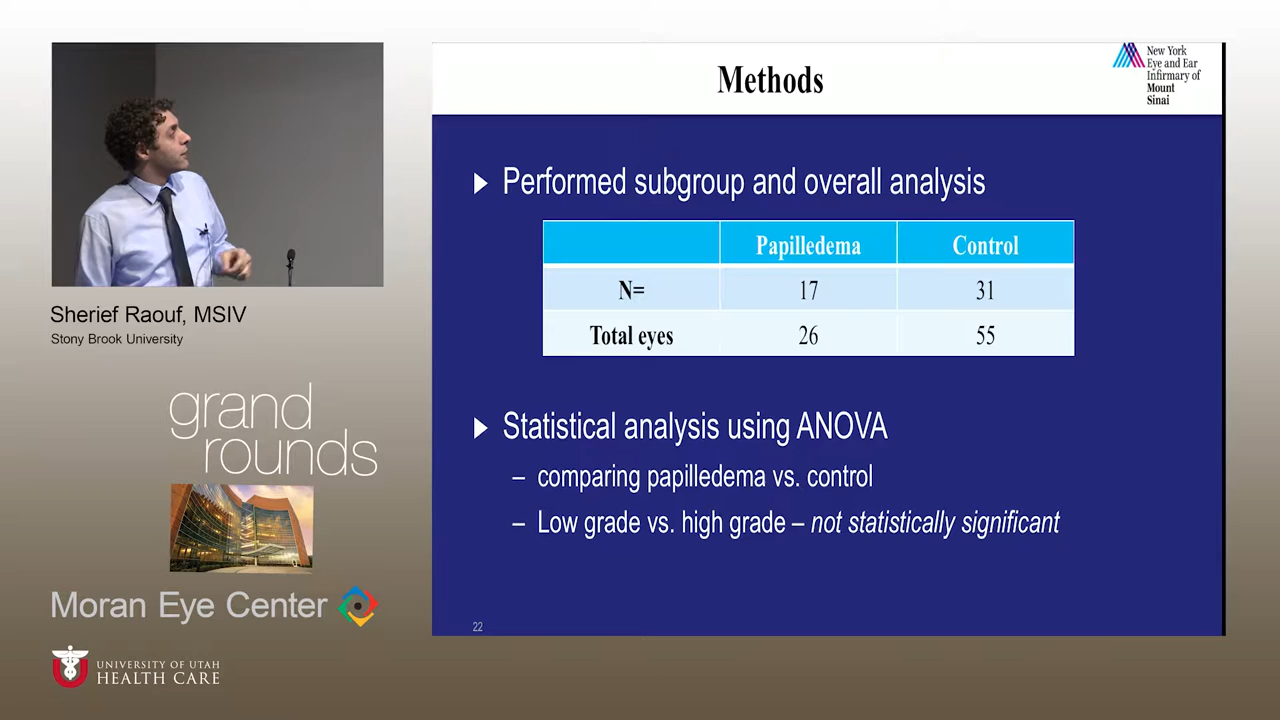 Methods
New York
Eye and Ear
Infirmary of
Mount
Sinai
Performed subgroup and overall analysis
Papilledema Control
N= 17 31
Total eyes 26 55
Statistical analysis using ANOVA
– comparing papilledema vs. control
– Low grade vs. high grade – not statistically significant
22
Sherief Raouf, MSIV
Stony Brook University
grand
rounds
Moran Eye Center
UNIVERSITY OF UTAH
HEALTH CARE